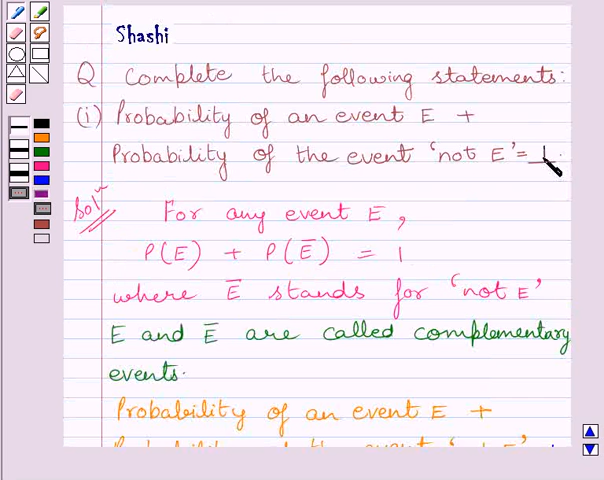 Shashi
Q Complete the following statements:
(i) Probability of an event E +
Probability of the event 'not E' = 1.
Solⁿ For any event E,
P(E) + P(E̅) = 1
where E̅ stands for 'not E'
E and E̅ are called complementary
events.
Probability of an event E +